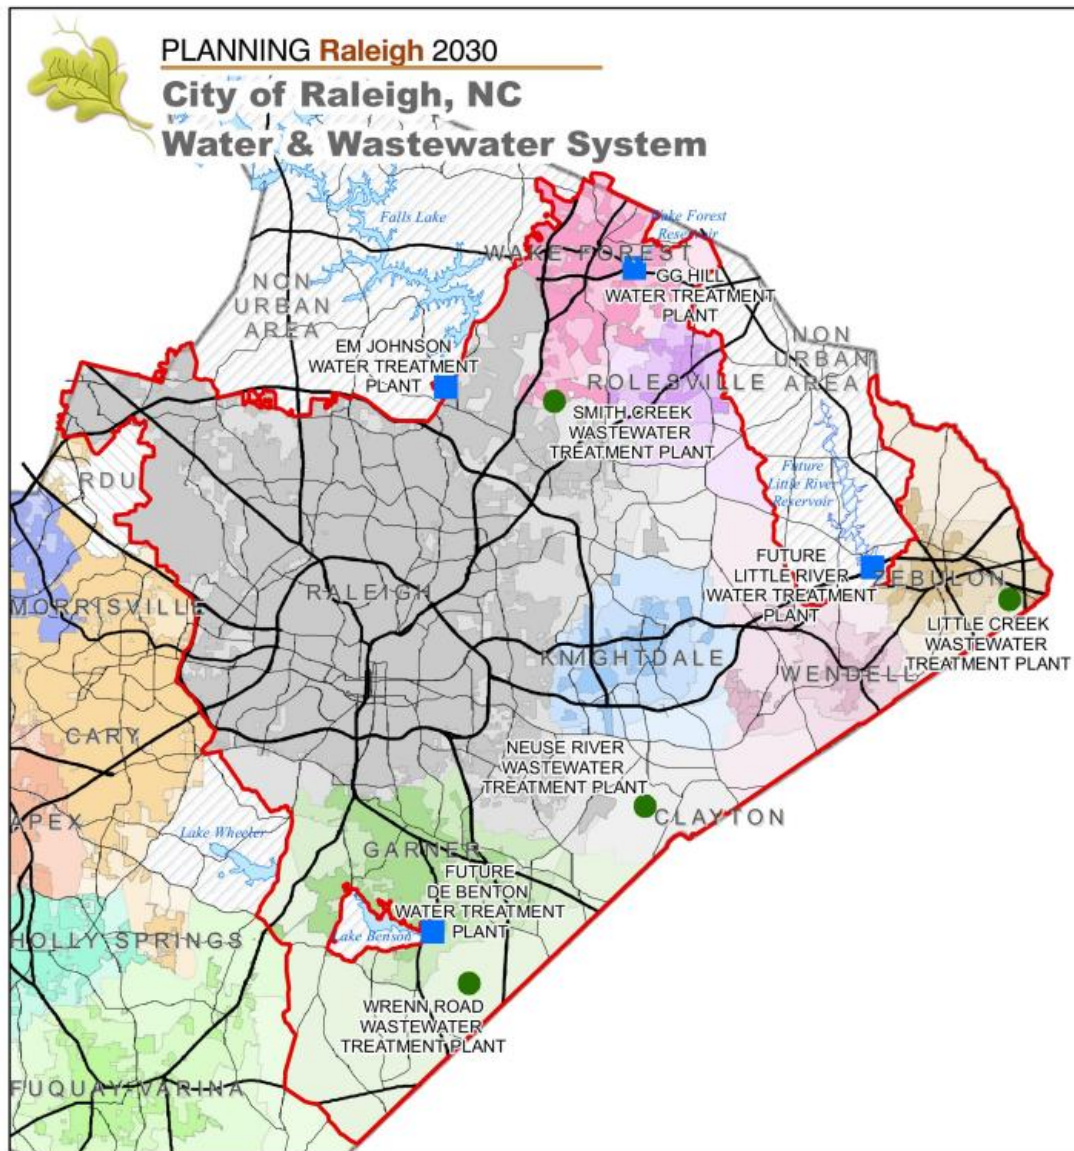 PLANNING Raleigh 2030
City of Raleigh, NC
Water & Wastewater System
Falls Lake
Wake Forest
Reservoir
WAKE FOREST
NON
URBAN
AREA
GG HILL
WATER TREATMENT
PLANT
EM JOHNSON
WATER TREATMENT
PLANT
NON
URBAN
AREA
ROLESVILLE
SMITH CREEK
WASTEWATER
TREATMENT PLANT
RDU
Future
Little River
Reservoir
FUTURE
LITTLE RIVER
WATER TREATMENT
PLANT
ZEBULON
RALEIGH
MORRISVILLE
LITTLE CREEK
WASTEWATER
TREATMENT PLANT
KNIGHTDALE
WENDELL
CARY
NEUSE RIVER
WASTEWATER
TREATMENT PLANT
CLAYTON
APEX
Lake Wheeler
GARNER
FUTURE
DE BENTON
WATER TREATMENT
PLANT
Lake Benson
HOLLY SPRINGS
WRENN ROAD
WASTEWATER
TREATMENT PLANT
FUQUAY-VARINA